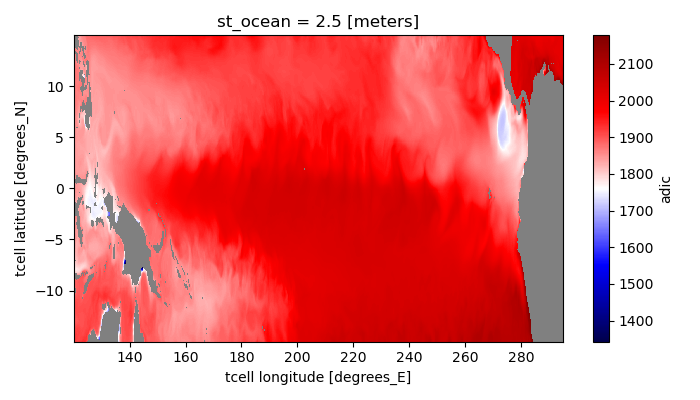 st_ocean = 2.5 [meters]
10
5
0
−5
−10
tcell latitude [degrees_N]
140 160 180 200 220 240 260 280
tcell longitude [degrees_E]
2100
2000
1900
1800
1700
1600
1500
1400
adic